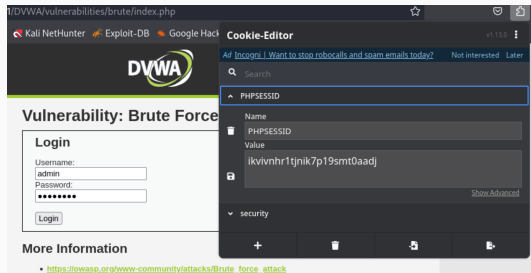 1/DVWA/vulnerabilities/brute/index.php
Kali NetHunter Exploit-DB Google Hack
DVWA
Vulnerability: Brute Force
Login
Username:
admin
Password:
••••••••
Login
More Information
https://owasp.org/www-community/attacks/Brute_force_attack
Cookie-Editor
v1.13.0
Ad Incogni | Want to stop robocalls and spam emails today? Not interested Later
Search
PHPSESSID
Name
PHPSESSID
Value
ikvivnhr1tjnik7p19smt0aadj
Show Advanced
security